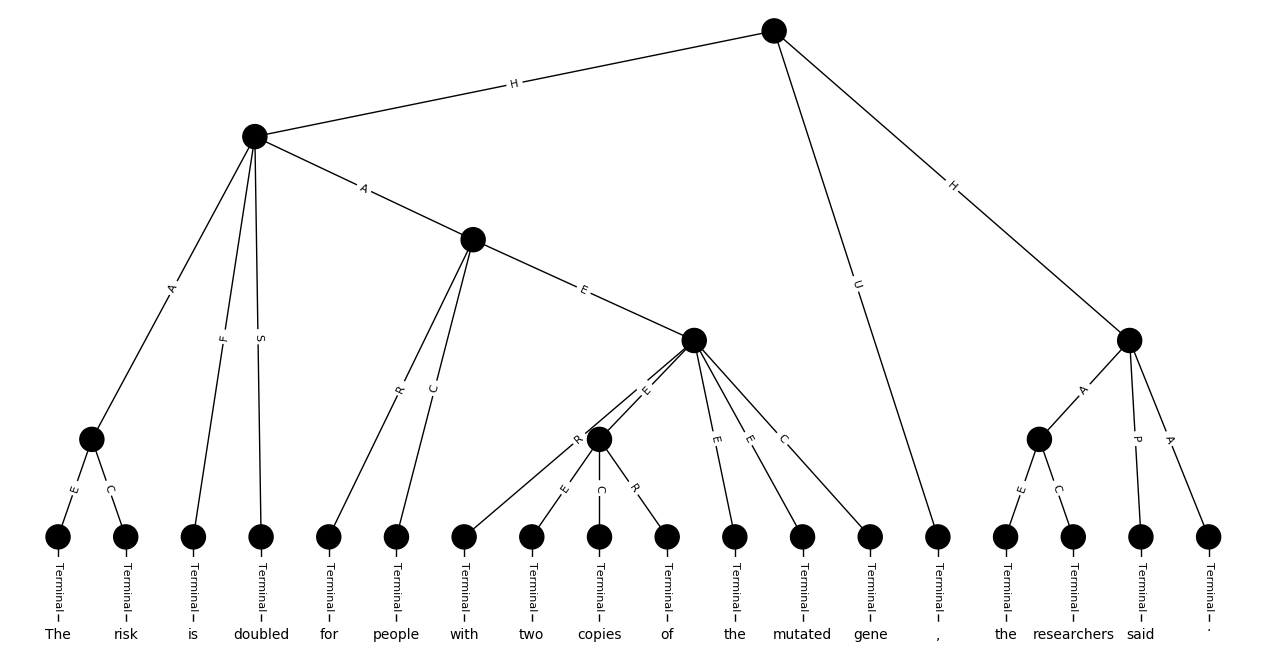 H
H
A
A
U
E
A
F
S
R
C
E
A
R
E
E
C
P
A
E
C
E
C
R
E
C
Terminal Terminal Terminal Terminal Terminal Terminal Terminal Terminal Terminal Terminal Terminal Terminal Terminal Terminal Terminal Terminal Terminal Terminal
The risk is doubled for people with two copies of the mutated gene , the researchers said .